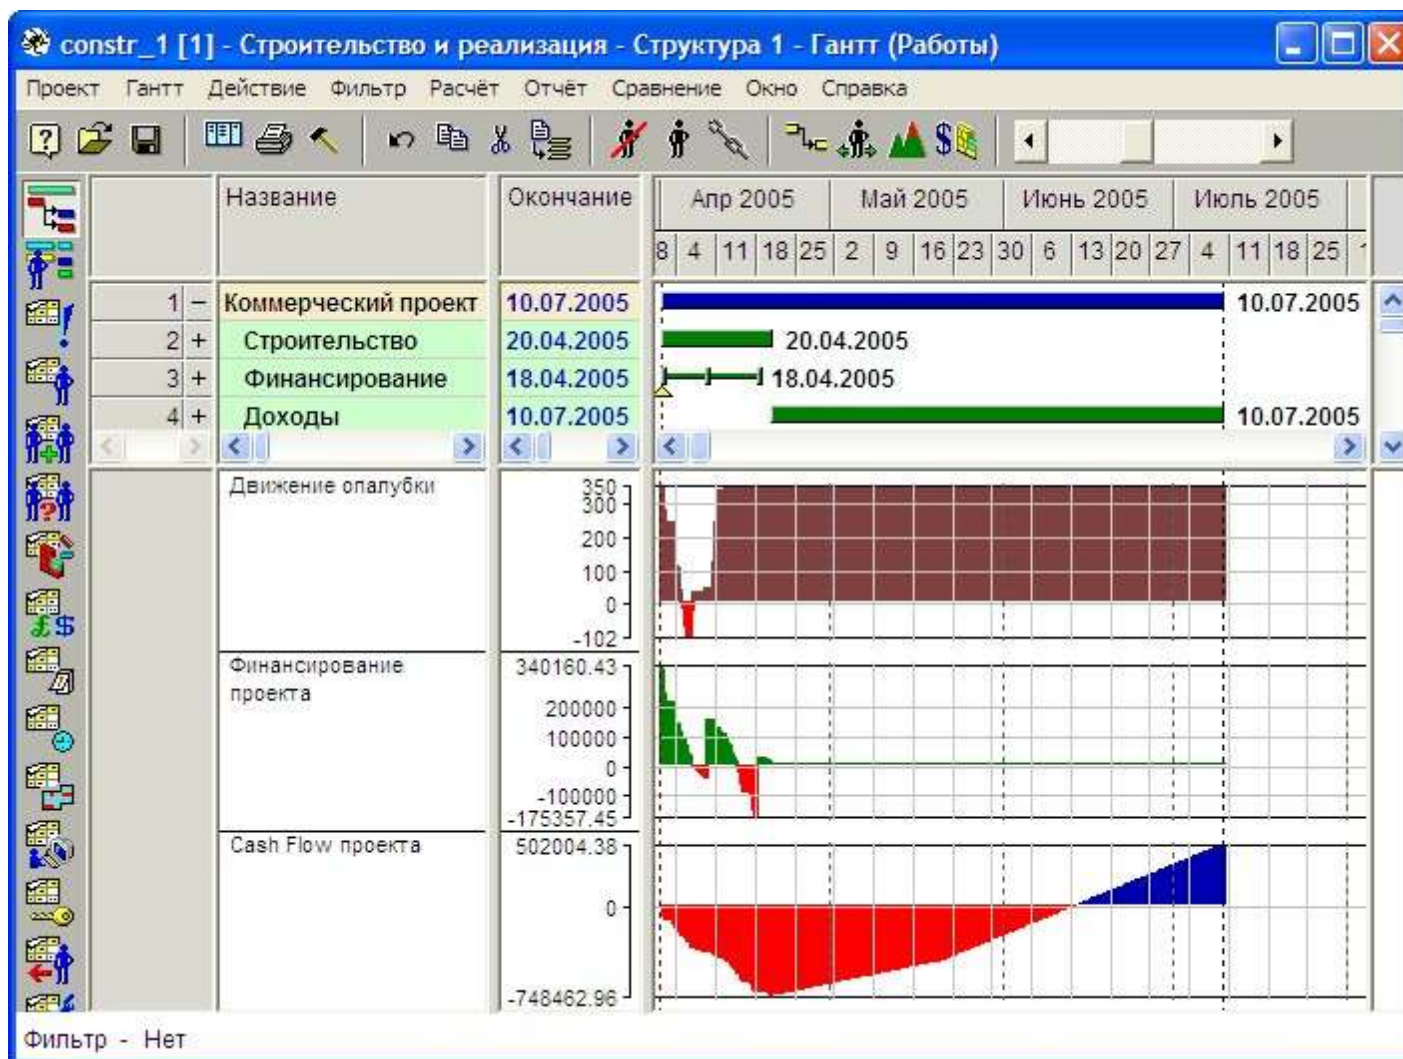 constr_1 [1] - Строительство и реализация - Структура 1 - Гантт (Работы)
Проект Гантт Действие Фильтр Расчёт Отчёт Сравнение Окно Справка
Название Окончание Апр 2005 Май 2005 Июнь 2005 Июль 2005
8 4 11 18 25 2 9 16 23 30 6 13 20 27 4 11 18 25 1
1 − Коммерческий проект 10.07.2005 10.07.2005
2 + Строительство 20.04.2005 20.04.2005
3 + Финансирование 18.04.2005 18.04.2005
4 + Доходы 10.07.2005 10.07.2005
Движение опалубки 350
300
200
100
0
-102
Финансирование 340160.43
проекта
200000
100000
0
-100000
-175357.45
Cash Flow проекта 502004.38
0
-748462.96
Фильтр - Нет